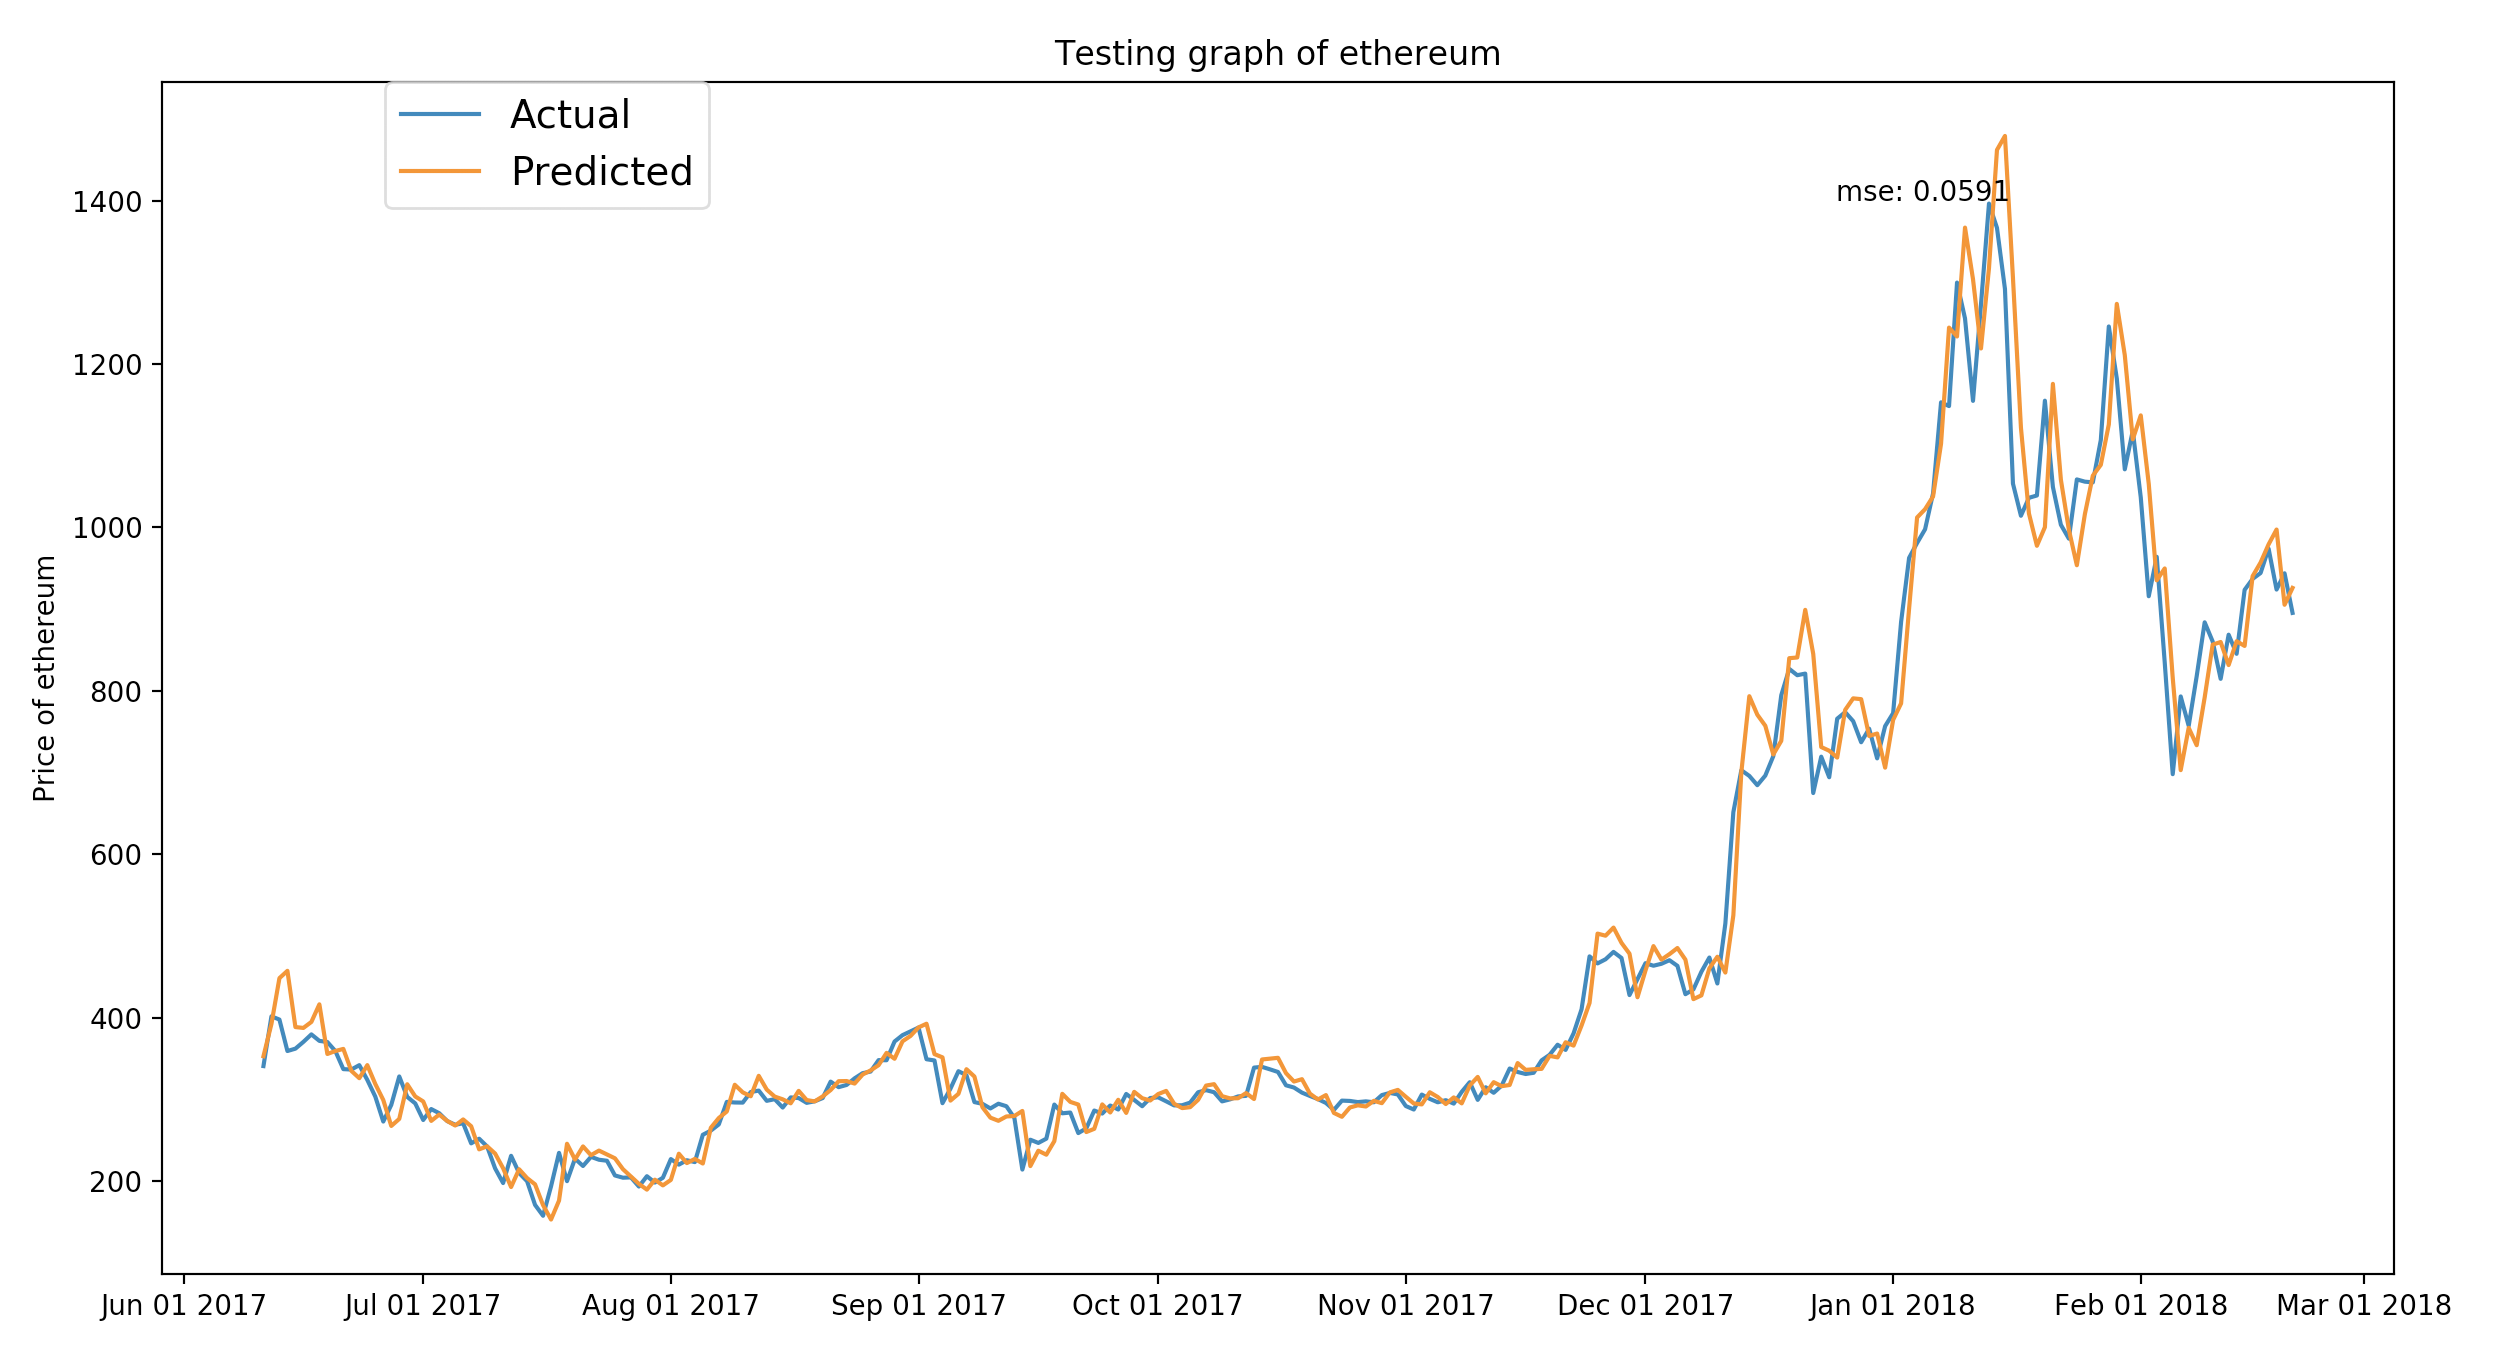 Testing graph of ethereum
Actual
Predicted
mse: 0.0591
Price of ethereum
1400
1200
1000
800
600
400
200
Jun 01 2017
Jul 01 2017
Aug 01 2017
Sep 01 2017
Oct 01 2017
Nov 01 2017
Dec 01 2017
Jan 01 2018
Feb 01 2018
Mar 01 2018